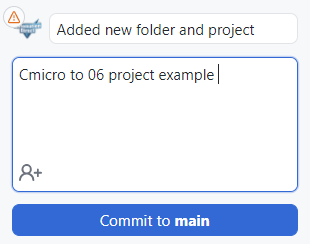 Added new folder and project
Cmicro to 06 project example
Commit to main